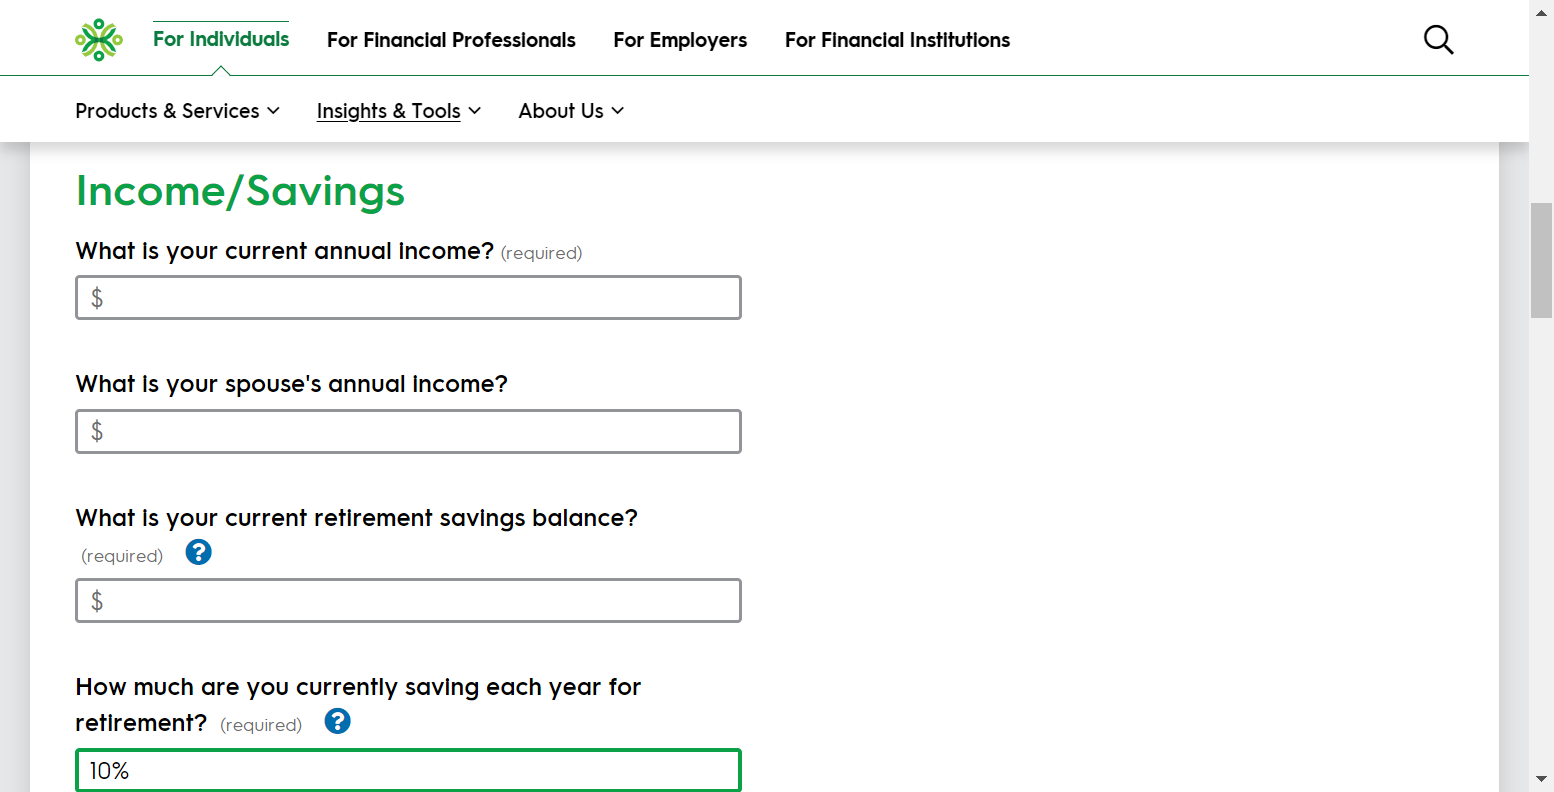 For Individuals
For Financial Professionals
For Employers
For Financial Institutions
Products & Services
Insights & Tools
About Us
Income/Savings
What is your current annual income? (required)
$
What is your spouse's annual income?
$
What is your current retirement savings balance?
(required) ?
$
How much are you currently saving each year for
retirement? (required) ?
10%